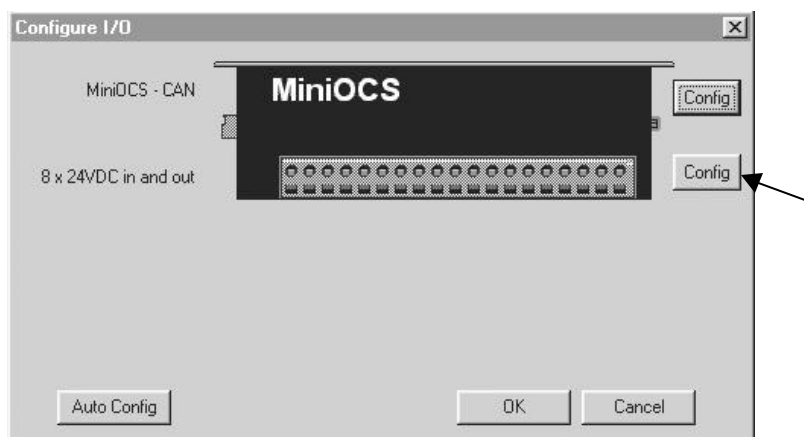 Configure I/O
MiniOCS - CAN
MiniOCS
Config
8 x 24VDC in and out
Config
Auto Config
OK
Cancel